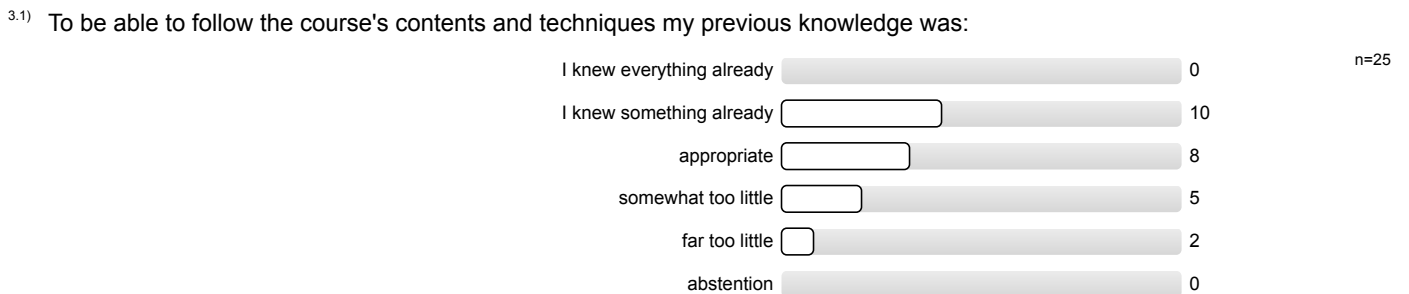 3.1) To be able to follow the course's contents and techniques my previous knowledge was:
n=25
I knew everything already 0
I knew something already 10
appropriate 8
somewhat too little 5
far too little 2
abstention 0